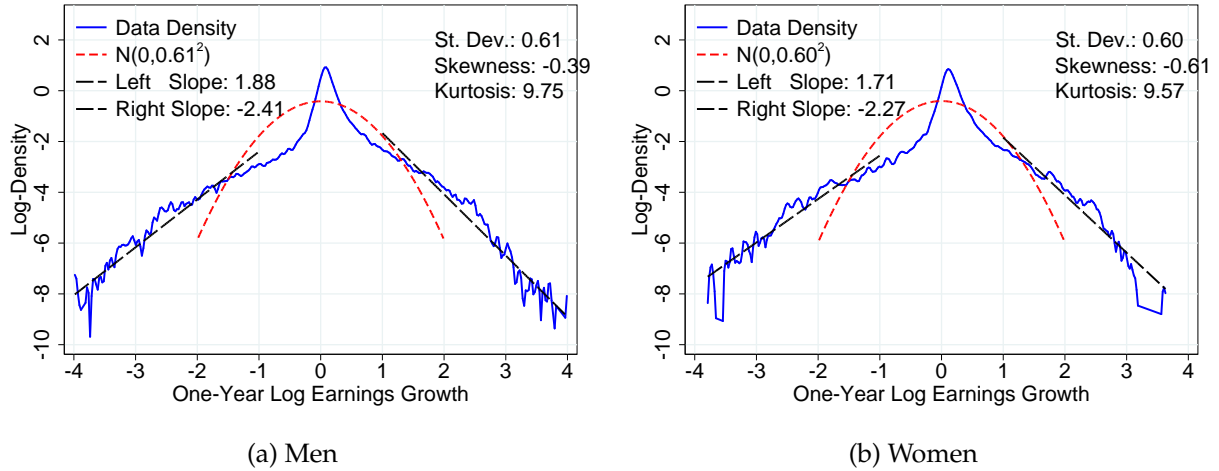 Data Density
N(0,0.61²)
Left Slope: 1.88
Right Slope: -2.41
St. Dev.: 0.61
Skewness: -0.39
Kurtosis: 9.75
Log-Density
2
0
-2
-4
-6
-8
-10
-4 -3 -2 -1 0 1 2 3 4
One-Year Log Earnings Growth
(a) Men
Data Density
N(0,0.60²)
Left Slope: 1.71
Right Slope: -2.27
St. Dev.: 0.60
Skewness: -0.61
Kurtosis: 9.57
Log-Density
2
0
-2
-4
-6
-8
-10
-4 -3 -2 -1 0 1 2 3 4
One-Year Log Earnings Growth
(b) Women